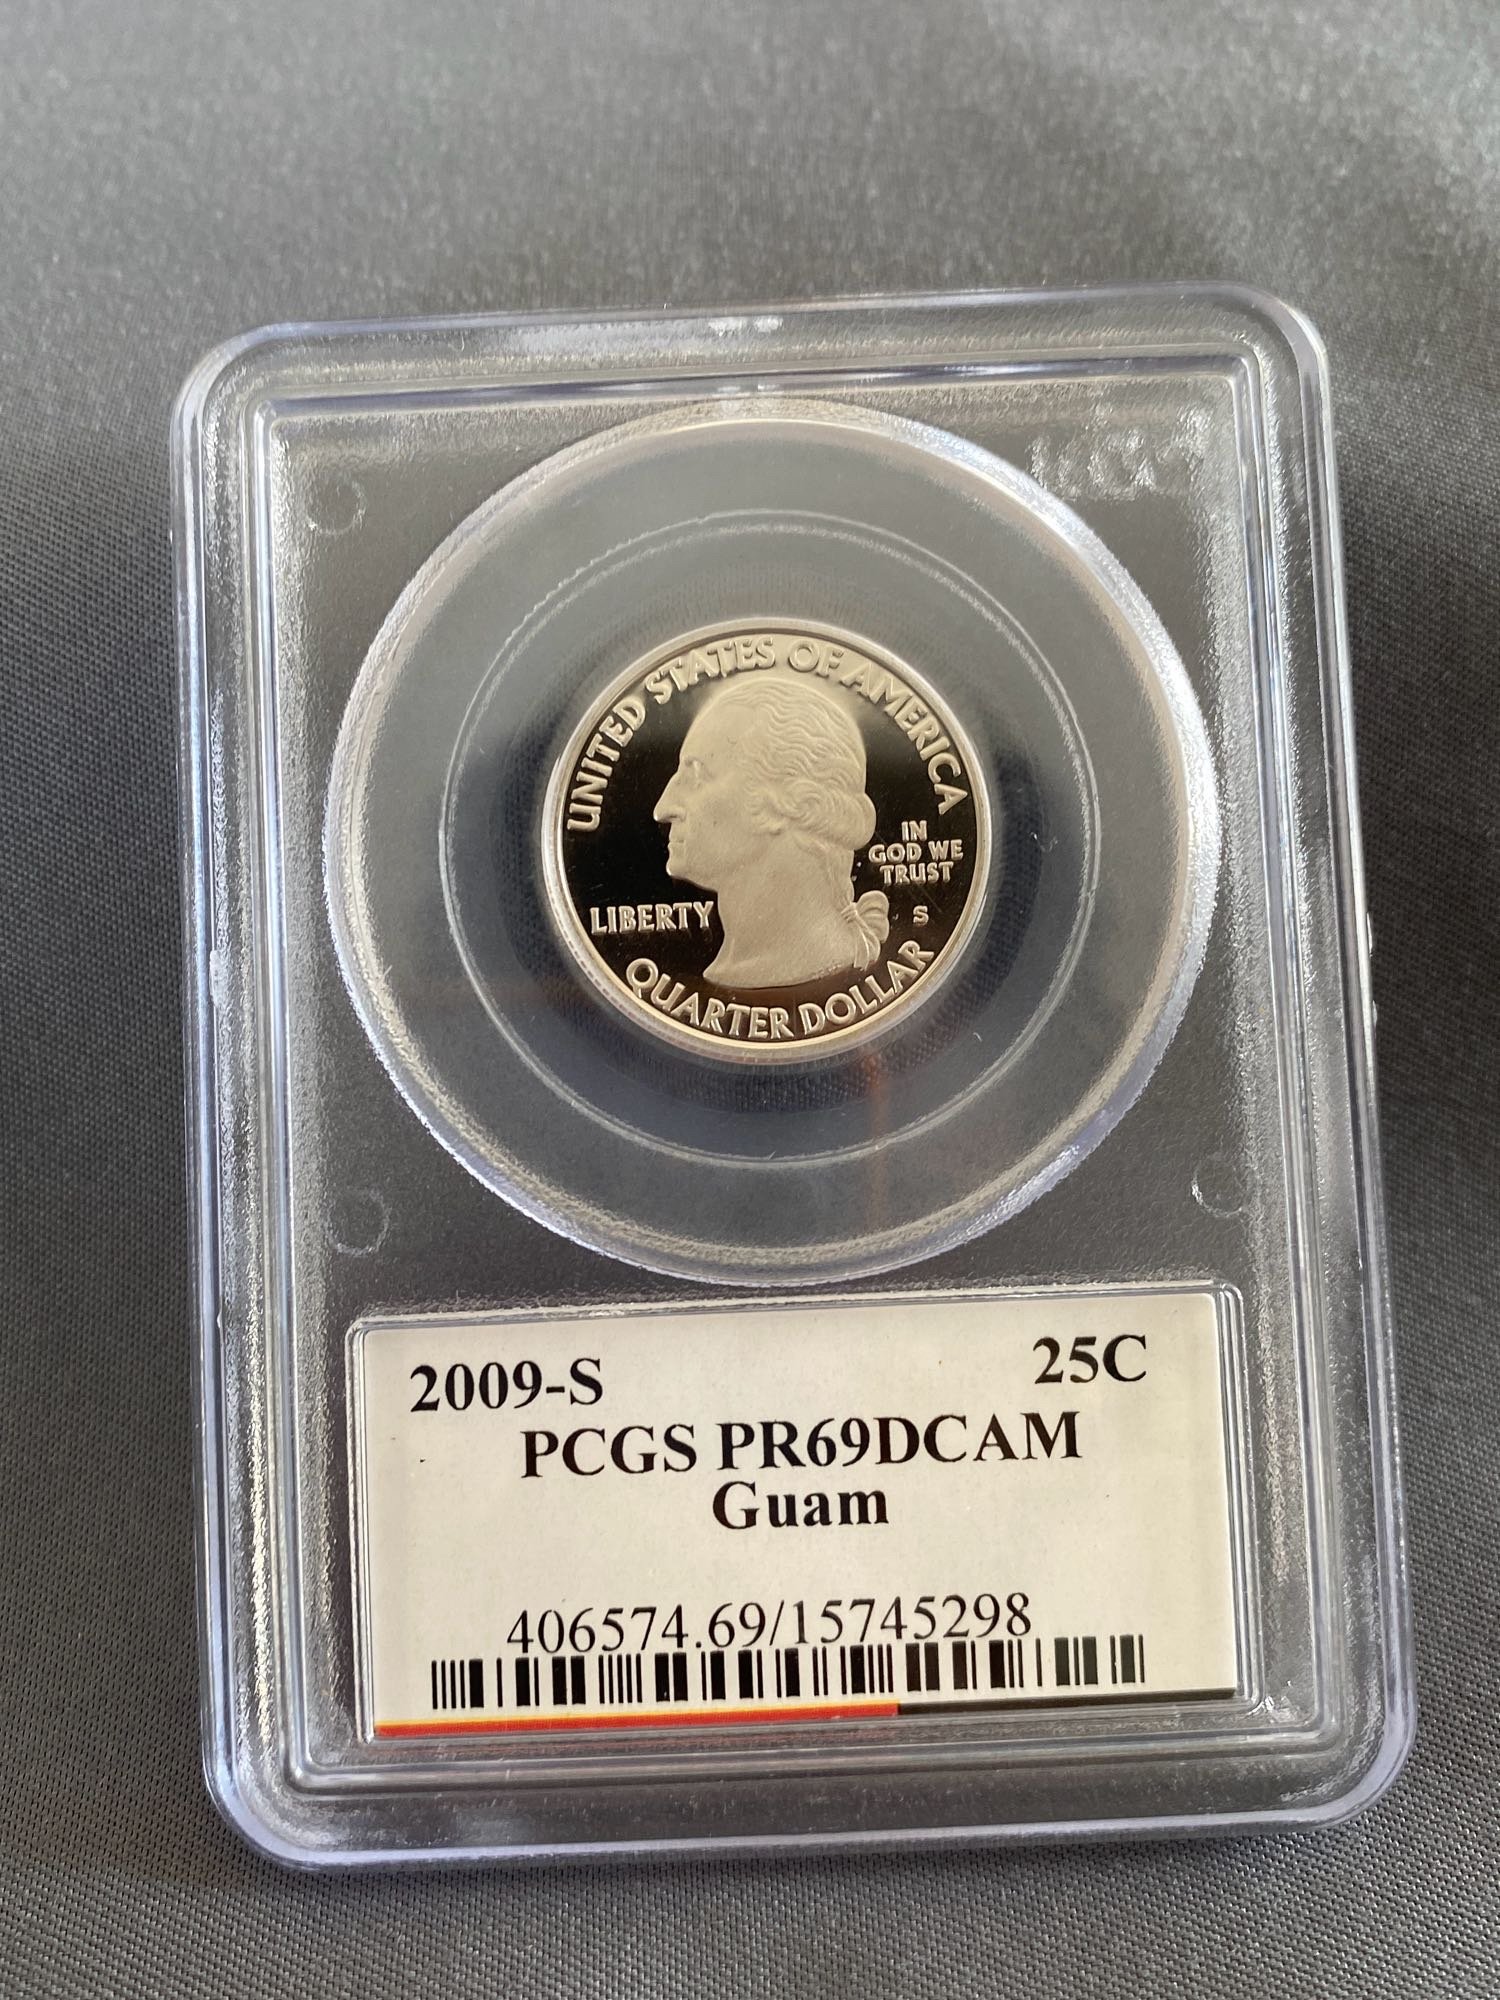 UNITED STATES OF AMERICA
IN
GOD WE
TRUST
LIBERTY
S
QUARTER DOLLAR
2009-S 25C
PCGS PR69DCAM
Guam
406574.69/15745298